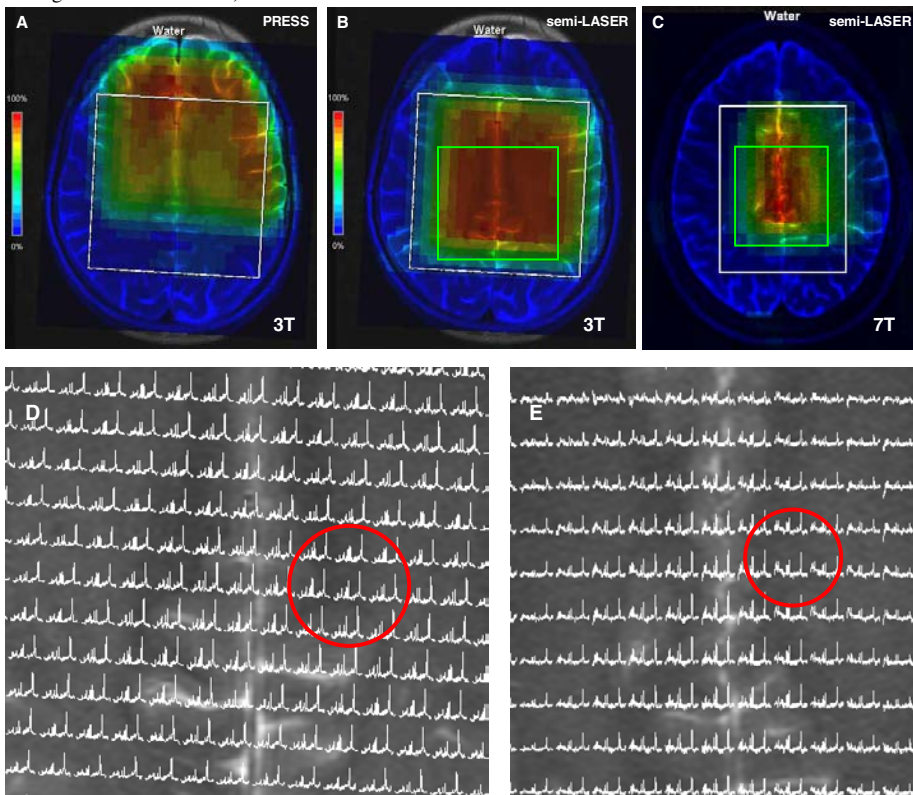 A
PRESS
Water
100%
0%
3T
B
semi-LASER
Water
100%
0%
3T
C
semi-LASER
Water
7T
D
E